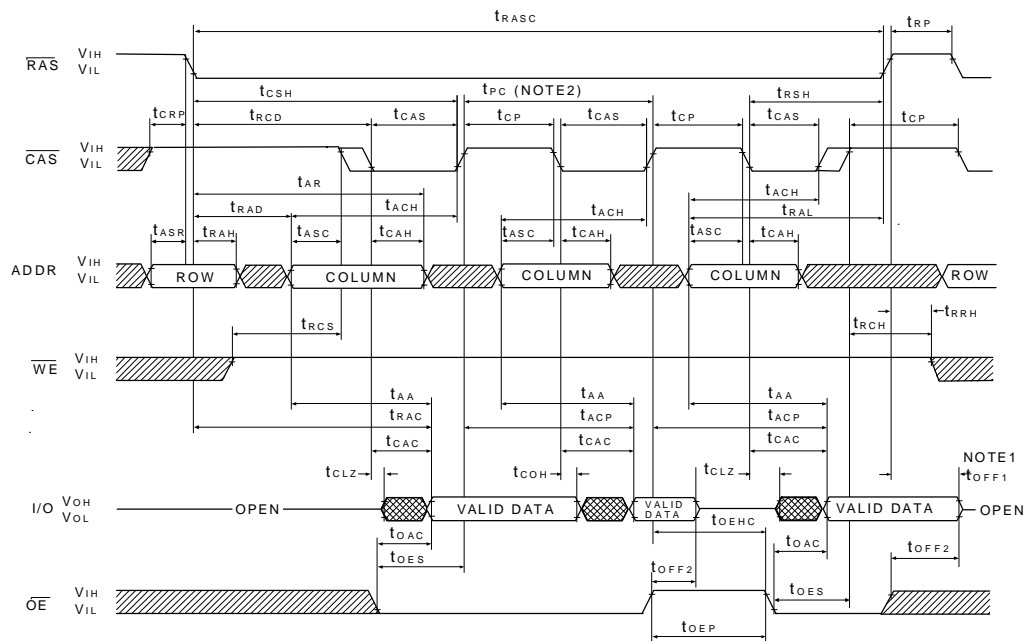 tRASC
tRP
RAS VIH
VIL
tCSH
tPC (NOTE2)
tRSH
tCRP
tRCD
tCAS
tCP
tCAS
tCP
tCAS
tCP
CAS VIH
VIL
tAR
tACH
tRAD
tACH
tACH
tRAL
tASR
tRAH
tASC
tCAH
tASC
tCAH
tASC
tCAH
ADDR VIH
VIL
ROW
COLUMN
COLUMN
COLUMN
ROW
tRRH
tRCS
tRCH
WE VIH
VIL
tAA
tAA
tAA
tRAC
tACP
tACP
tCAC
tCAC
tCAC
NOTE1
tCLZ
tCOH
tCLZ
tOFF1
I/O VOH
VOL
OPEN
VALID DATA
VALID
DATA
VALID DATA
OPEN
tOEHC
tOAC
tOAC
tOES
tOFF2
tOFF2
tOES
OE VIH
VIL
tOEP